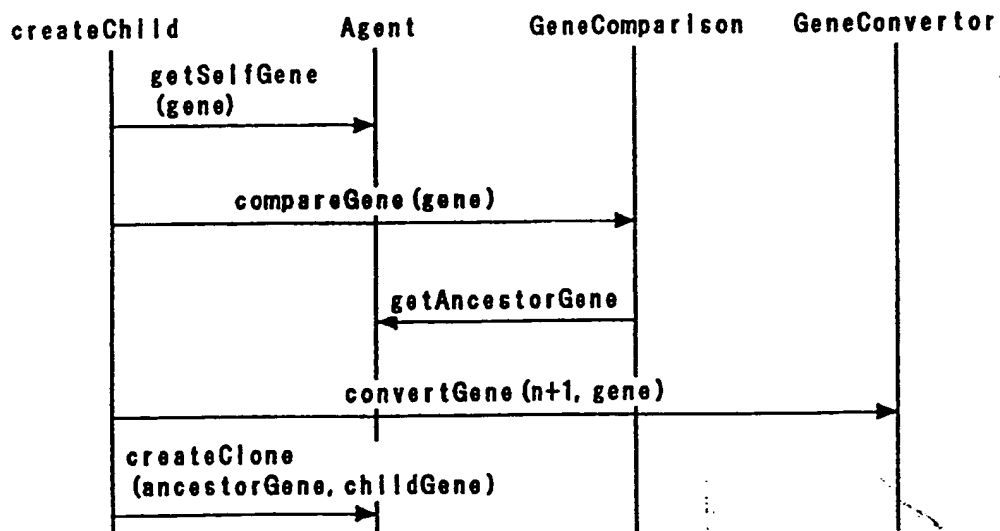 createChild Agent GeneComparison GeneConvertor
getSelfGene
(gene)
compareGene (gene)
getAncestorGene
convertGene (n+1, gene)
createClone
(ancestorGene, childGene)